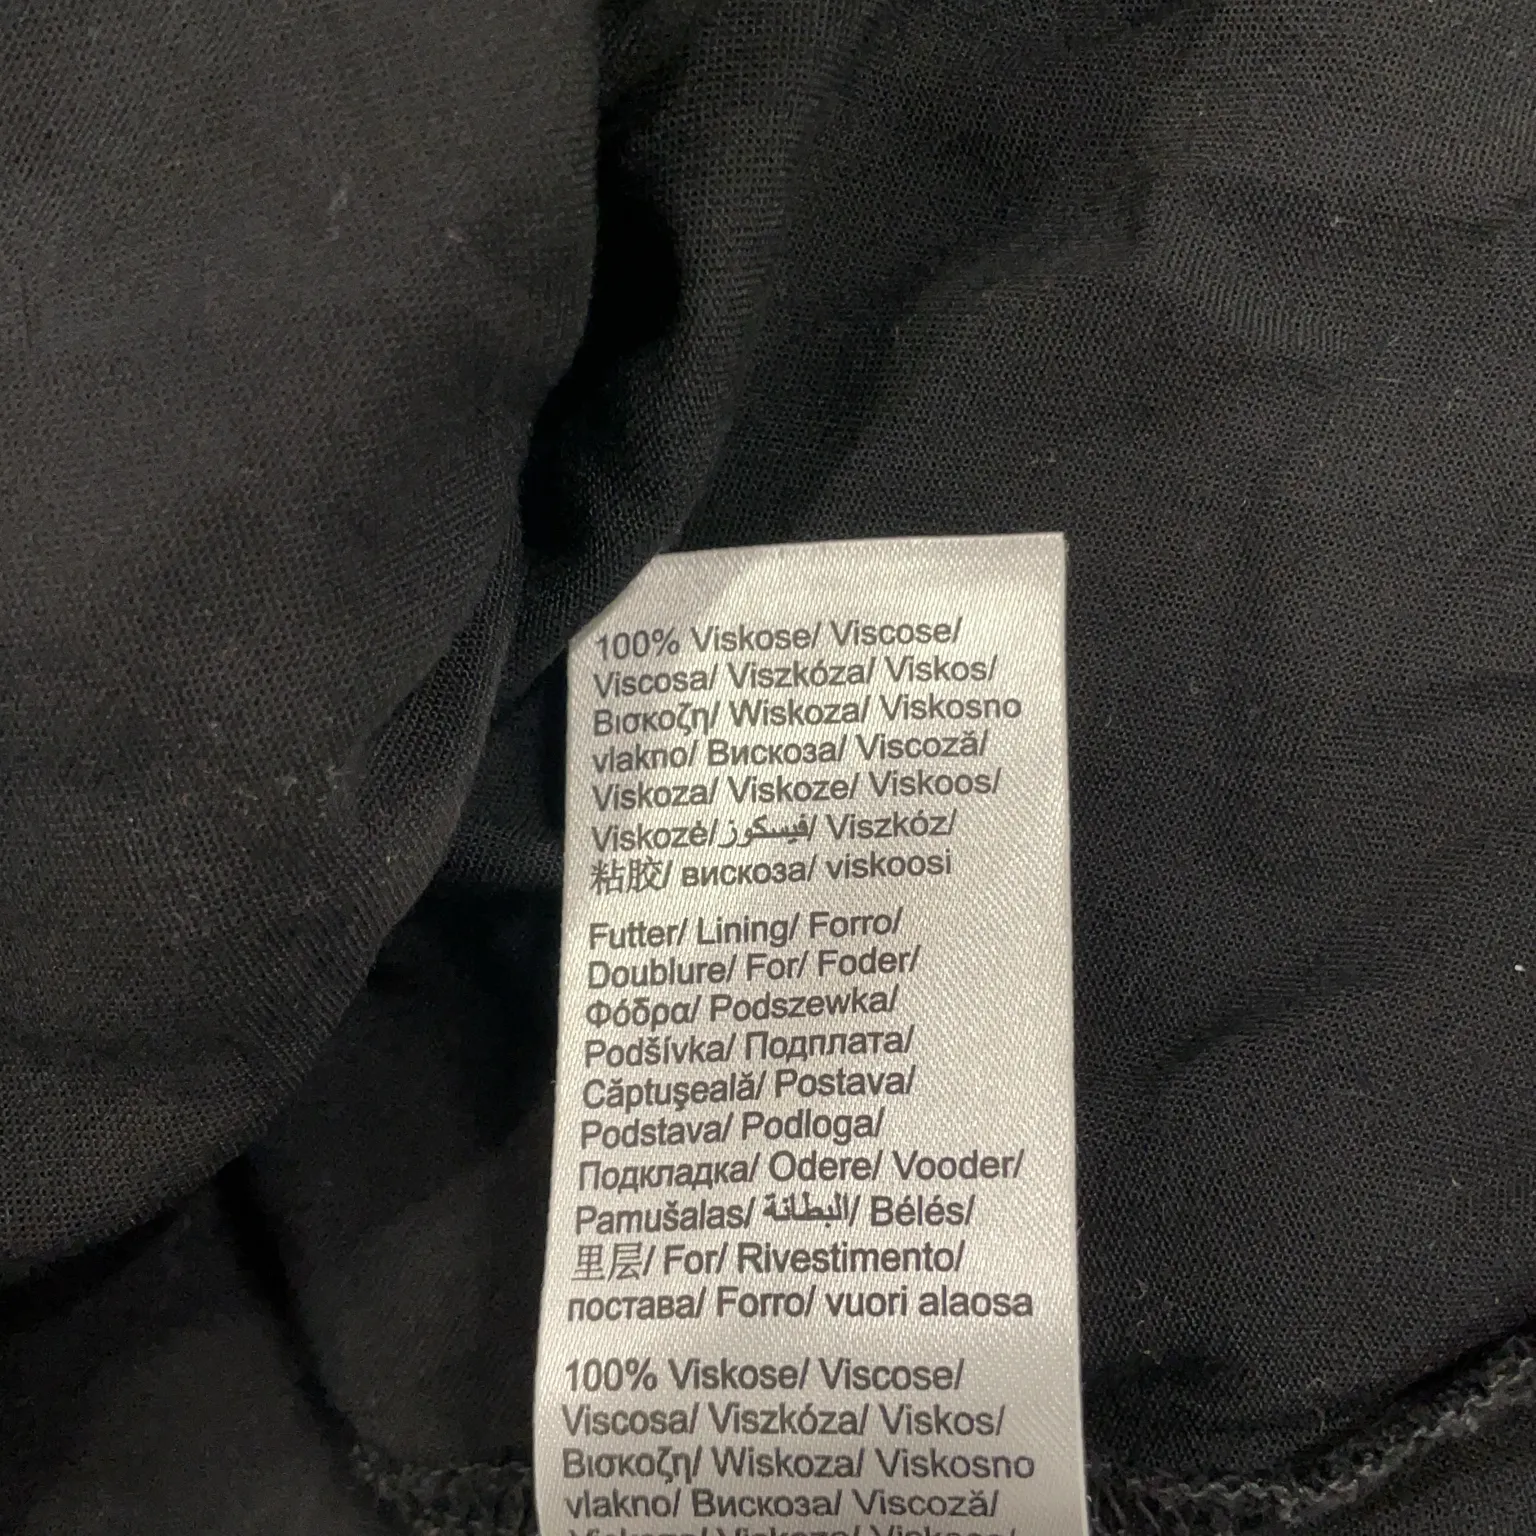 100% Viskose/ Viscose/
Viscosa/ Viszkóza/ Viskos/
Βισκοζη/ Wiskoza/ Viskosno
vlakno/ Вискоза/ Viscoză/
Viskoza/ Viskoze/ Viskoos/
Viskozė/فيسكوز/ Viszkóz/
粘胶/ вискоза/ viskoosi
Futter/ Lining/ Forro/
Doublure/ For/ Foder/
Φόδρα/ Podszewka/
Podšívka/ Подплата/
Căptuşeală/ Postava/
Podstava/ Podloga/
Подкладка/ Odere/ Vooder/
Pamušalas/ البطانة/ Bélés/
里层/ For/ Rivestimento/
постава/ Forro/ vuori alaosa
100% Viskose/ Viscose/
Viscosa/ Viszkóza/ Viskos/
Βισκοζη/ Wiskoza/ Viskosno
vlakno/ Вискоза/ Viscoză/